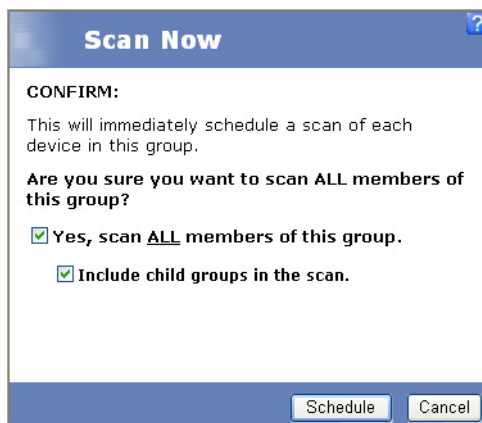 Scan Now
?
CONFIRM:
This will immediately schedule a scan of each
device in this group.
Are you sure you want to scan ALL members of
this group?
Yes, scan ALL members of this group.
Include child groups in the scan.
Schedule
Cancel